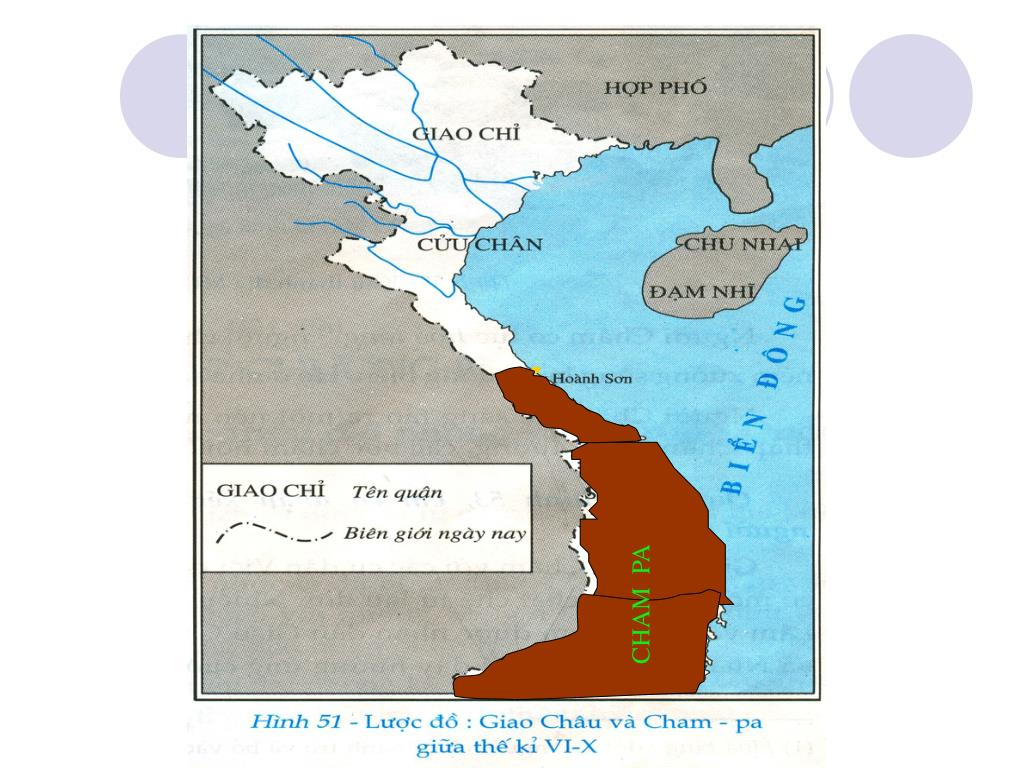 HỢP PHỐ
GIAO CHỈ
CỬU CHÂN
CHU NHAI
ĐẠM NHĨ
BIỂN ĐÔNG
Hoành Sơn
GIAO CHỈ Tên quận
Biên giới ngày nay
CHAM PA
Hình 51 - Lược đồ : Giao Châu và Cham - pa
giữa thế kỉ VI-X